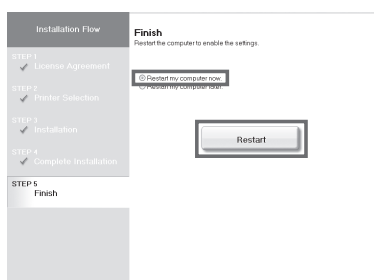 Installation Flow
STEP 1
License Agreement
STEP 2
Printer Selection
STEP 3
Installation
STEP 4
Complete Installation
STEP 5
Finish
Finish
Restart the computer to enable the settings.
Restart my computer now.
Restart my computer later.
Restart